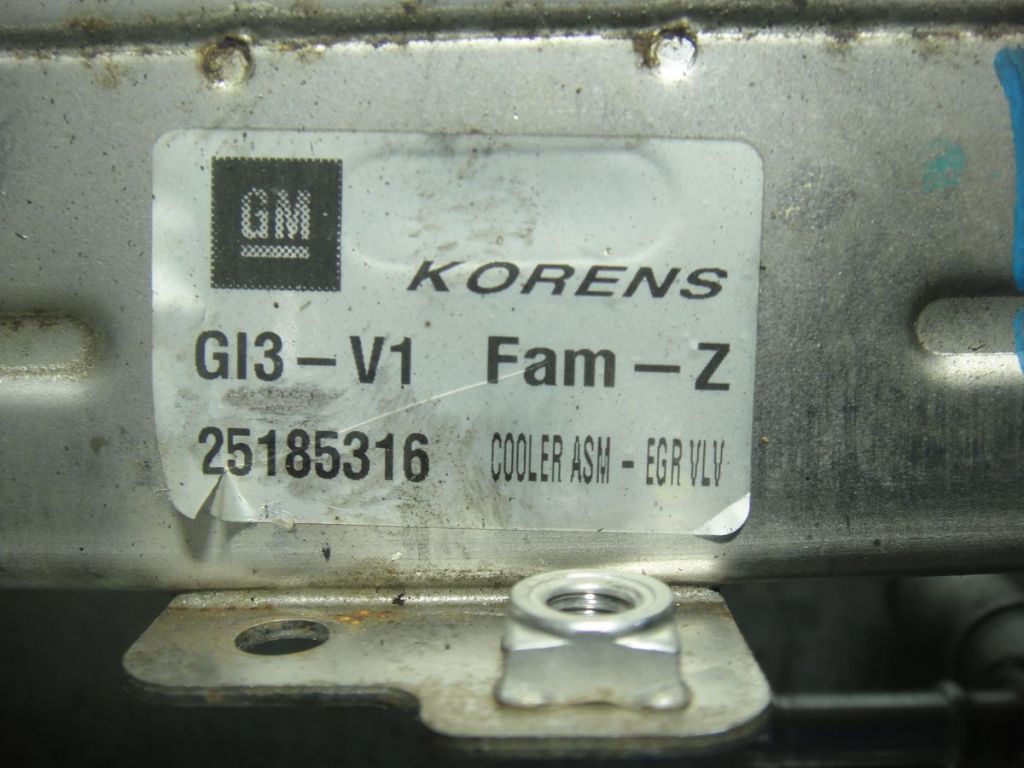 GM
KORENS
GI3-V1 Fam-Z
25185316 COOLER ASM - EGR VLV